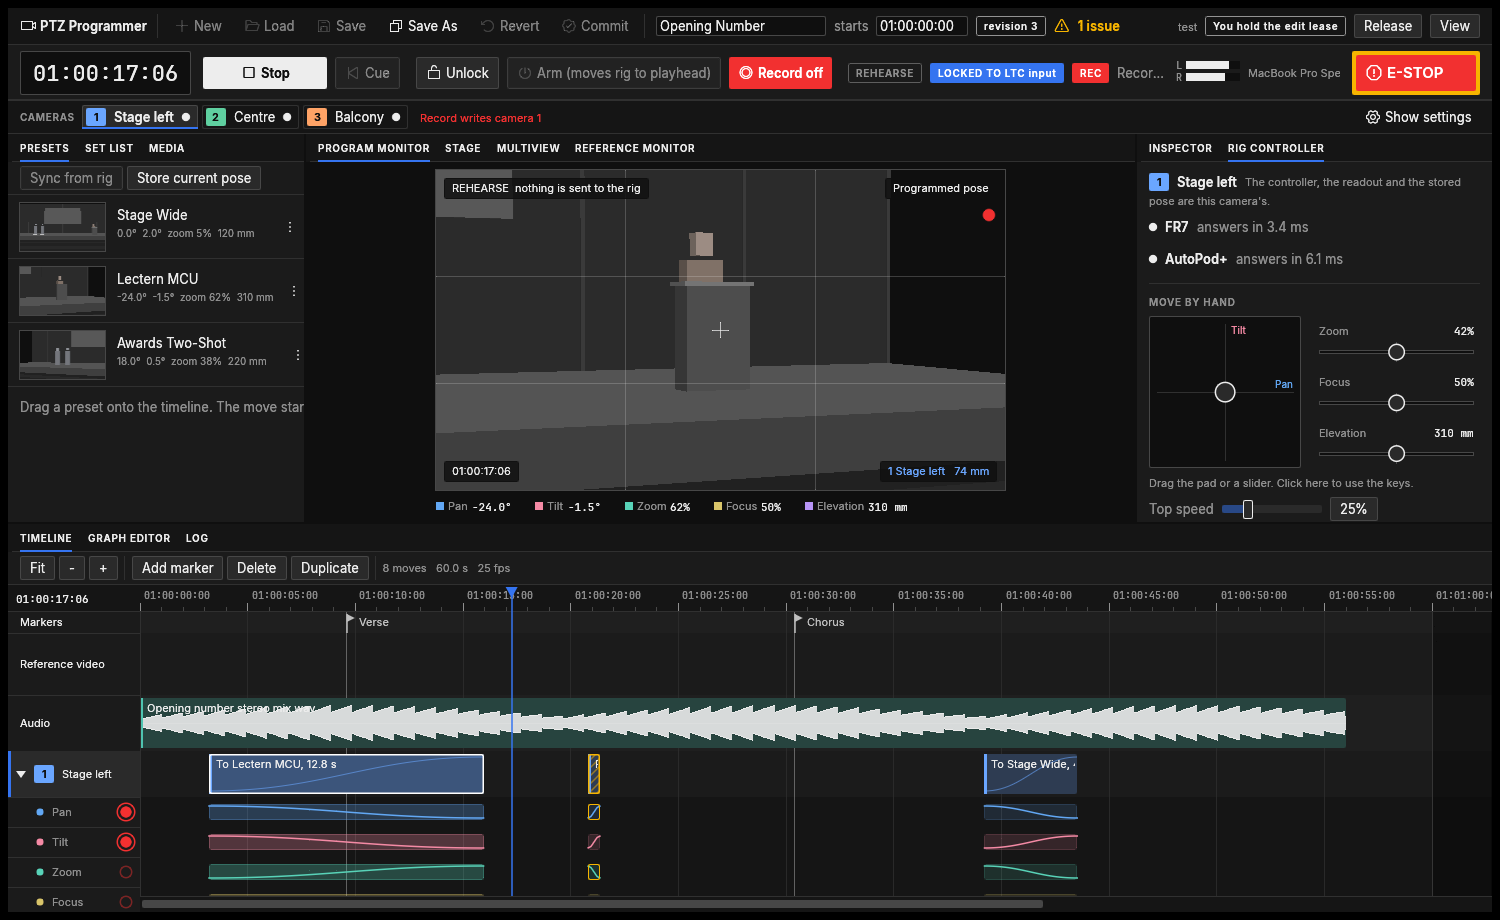 PTZ Programmer New Load Save Save As Revert Commit Opening Number starts 01:00:00:00 revision 3 1 issue test You hold the edit lease Release View
01:00:17:06 Stop Cue Unlock Arm (moves rig to playhead) Record off REHEARSE LOCKED TO LTC input REC Recor... L R MacBook Pro Spe E-STOP
CAMERAS 1 Stage left 2 Centre 3 Balcony Record writes camera 1 Show settings
PRESETS SET LIST MEDIA
Sync from rig Store current pose
Stage Wide
0.0° 2.0° zoom 5% 120 mm
Lectern MCU
-24.0° -1.5° zoom 62% 310 mm
Awards Two-Shot
18.0° 0.5° zoom 38% 220 mm
Drag a preset onto the timeline. The move star
PROGRAM MONITOR STAGE MULTIVIEW REFERENCE MONITOR
REHEARSE nothing is sent to the rig Programmed pose
01:00:17:06 1 Stage left 74 mm
Pan -24.0° Tilt -1.5° Zoom 62% Focus 50% Elevation 310 mm
INSPECTOR RIG CONTROLLER
1 Stage left The controller, the readout and the stored
pose are this camera's.
FR7 answers in 3.4 ms
AutoPod+ answers in 6.1 ms
MOVE BY HAND
Tilt
Pan
Zoom 42%
Focus 50%
Elevation 310 mm
Drag the pad or a slider. Click here to use the keys.
Top speed 25%
TIMELINE GRAPH EDITOR LOG
Fit - + Add marker Delete Duplicate 8 moves 60.0 s 25 fps
01:00:17:06 01:00:00:00 01:00:05:00 01:00:10:00 01:00:15:00 01:00:20:00 01:00:25:00 01:00:30:00 01:00:35:00 01:00:40:00 01:00:45:00 01:00:50:00 01:00:55:00 01:01:00:0
Markers Verse Chorus
Reference video
Opening number stereo mix.wav
Audio
1 Stage left To Lectern MCU, 12.8 s To Stage Wide,
Pan
Tilt
Zoom
Focus